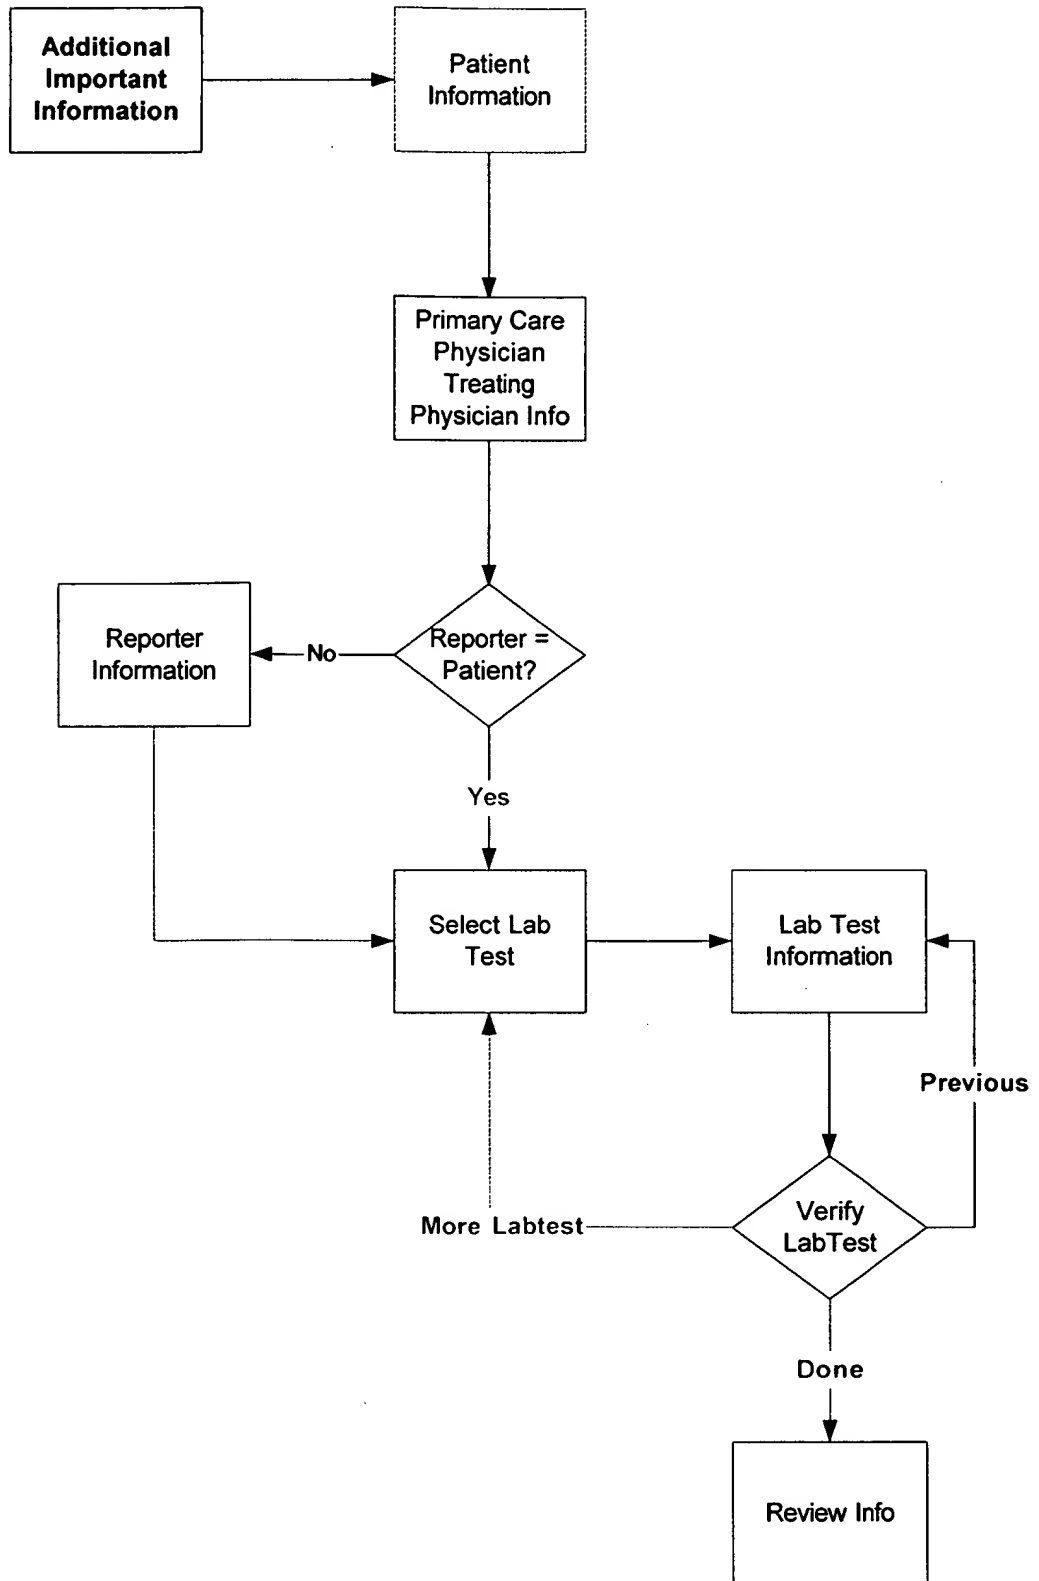 Additional
Important
Information
Patient
Information
Primary Care
Physician
Treating
Physician Info
Reporter =
Patient?
No
Reporter
Information
Yes
Select Lab
Test
Lab Test
Information
Previous
Verify
LabTest
More Labtest
Done
Review Info